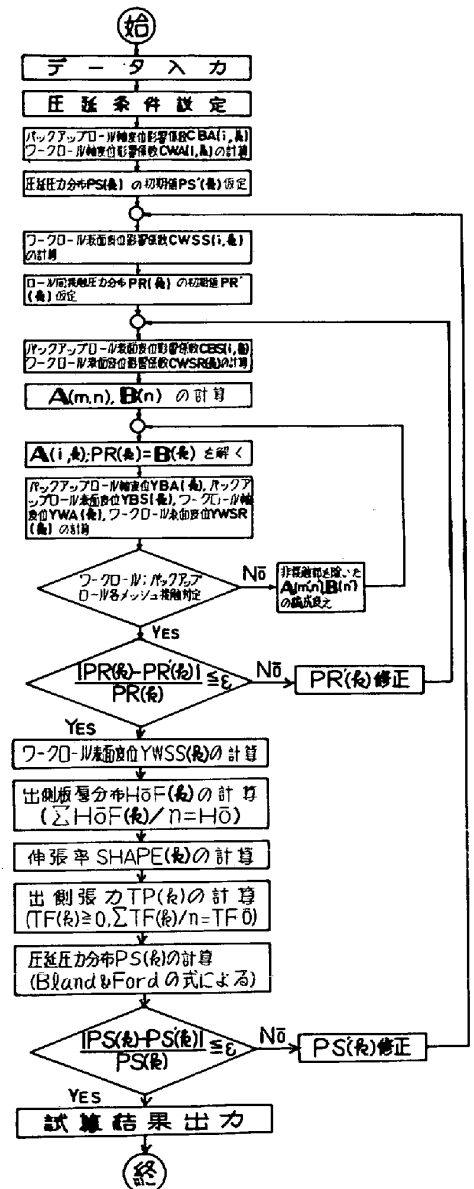 始
データ入力
圧延条件設定
バックアップロール軸変位影響係数CBA(i,k)
ワークロール軸変位影響係数CWA(i,k)の計算
圧延圧力分布PS(k)の初期値PS'(k)仮定
ワークロール表面変位影響係数CWSS(i,k)
の計算
ロール間接触圧力分布PR(k)の初期値PR'
(k)仮定
バックアップロール表面変位影響係数CBS(i,k)
ワークロール表面変位影響係数CWSR(k)の計算
A(m,n), B(n) の計算
A(i,k);PR(k)=B(k) を解く
バックアップロール軸変位YBA(k), バックア
ップロール表面変位YBS(k), ワークロール軸
変位YWA(k), ワークロール表面変位YWSR
(k) の計算
ワークロール;バックアップ
ロール各メッシュ接触判定
NO
非接触部を除いた
A(m',n'),B(n')
の編成換え
YES
|PR(k)-PR'(k)|
PR(k)
≦ε
NO
PR'(k)修正
YES
ワークロール表面変位YWSS(k)の計算
出側板厚分布HOF(k)の計算
(ΣHOF(k)/n=HO)
伸張率SHAPE(k)の計算
出側張力TP(k)の計算
(TF(k)≧0,ΣTF(k)/n=TFO)
圧延圧力分布PS(k)の計算
(Bland&Fordの式による)
|PS(k)-PS'(k)|
PS(k)
≦ε
NO
PS'(k)修正
YES
試算結果出力
終